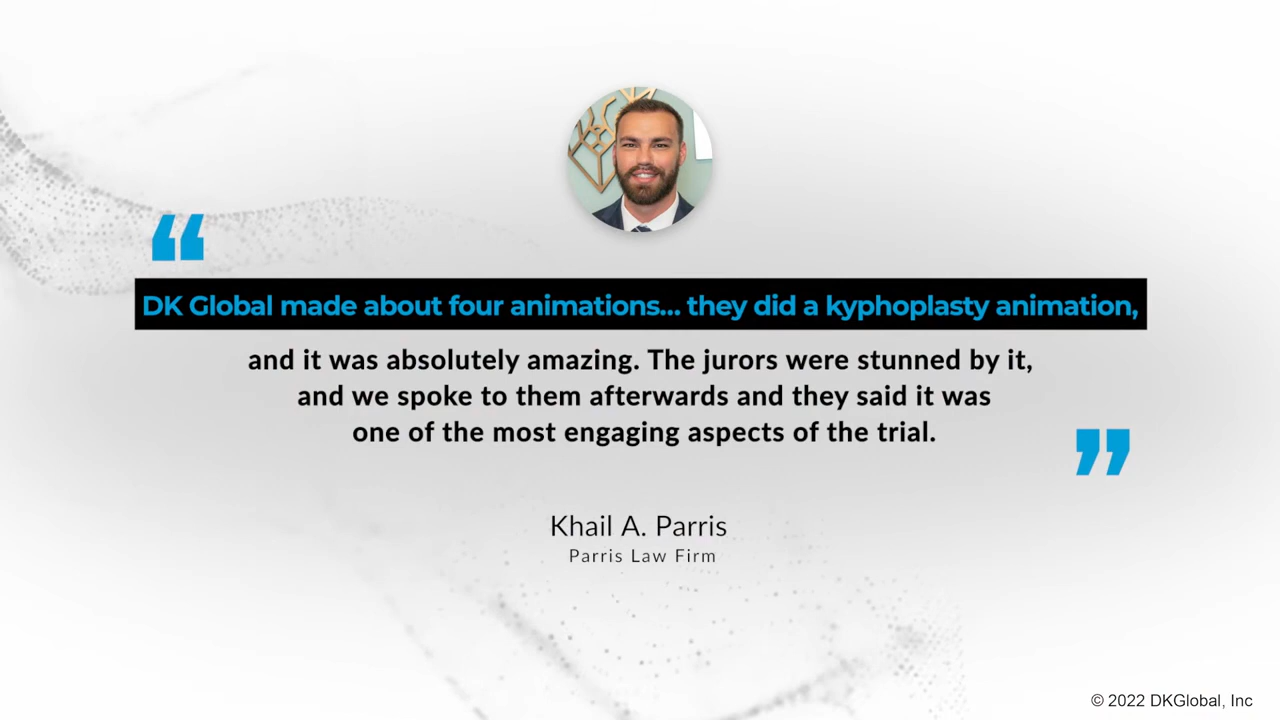 “
DK Global made about four animations... they did a kyphoplasty animation,
and it was absolutely amazing. The jurors were stunned by it,
and we spoke to them afterwards and they said it was
one of the most engaging aspects of the trial.
”
Khail A. Parris
Parris Law Firm
© 2022 DKGlobal, Inc